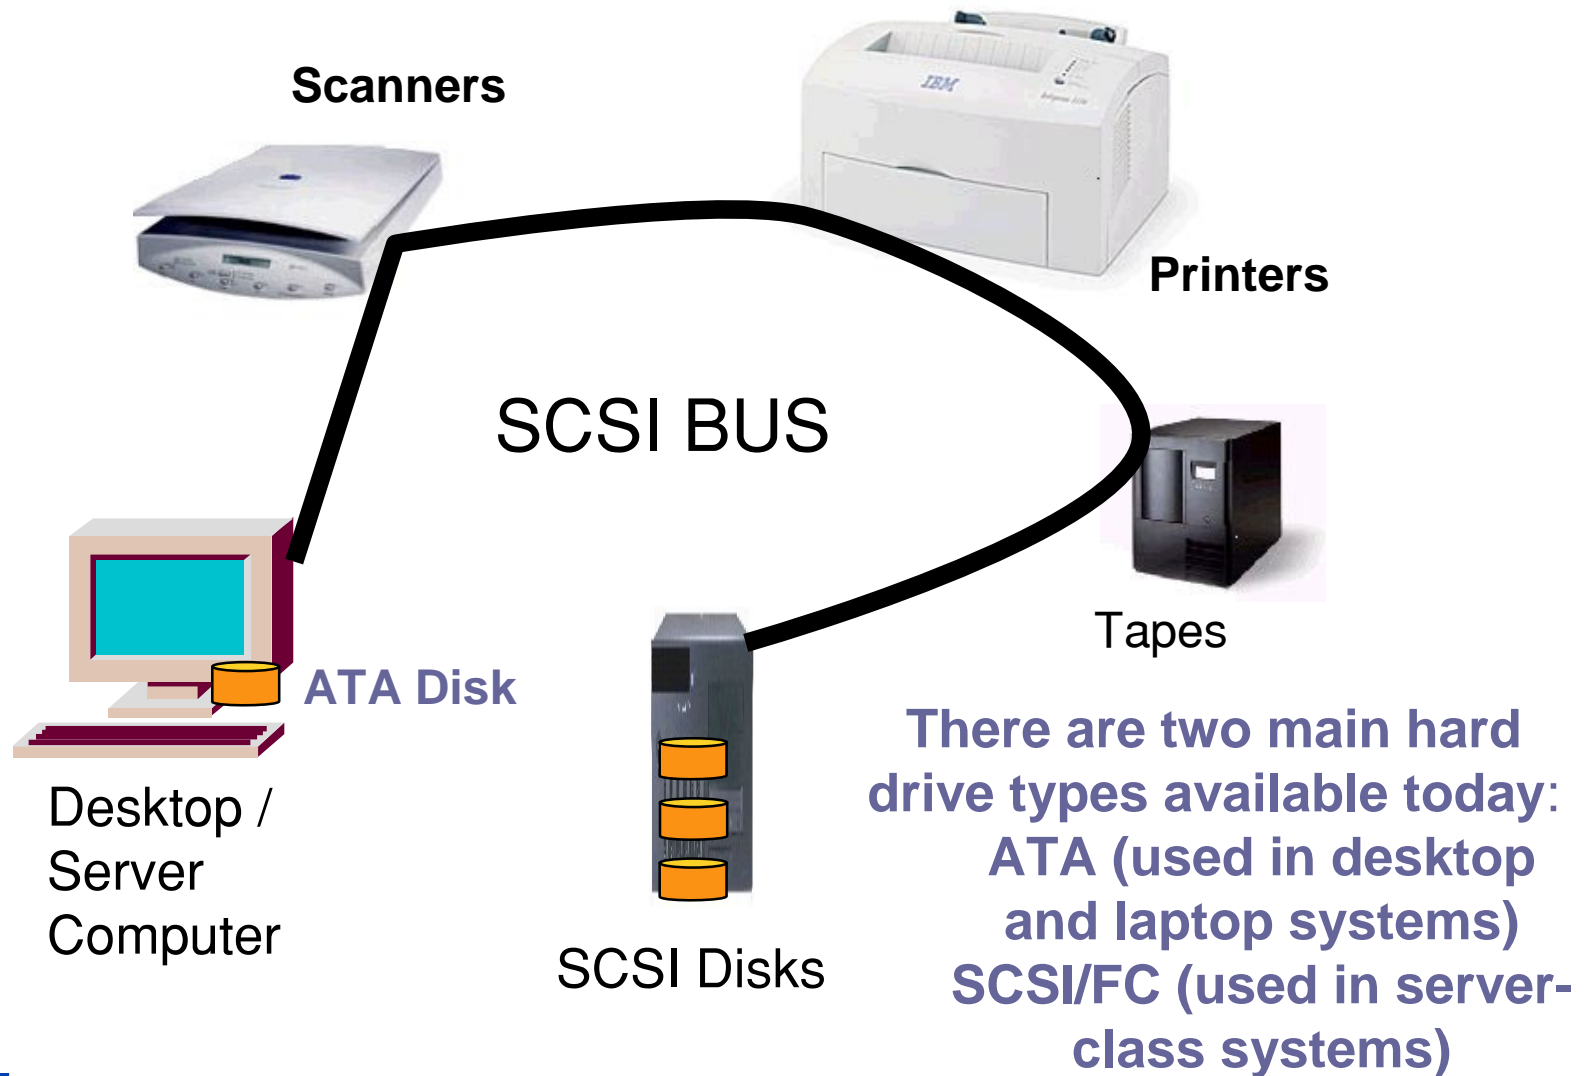 Scanners
IBM
Printers
SCSI BUS
Tapes
ATA Disk
Desktop /
Server
Computer
SCSI Disks
There are two main hard
drive types available today:
ATA (used in desktop
and laptop systems)
SCSI/FC (used in server-
class systems)